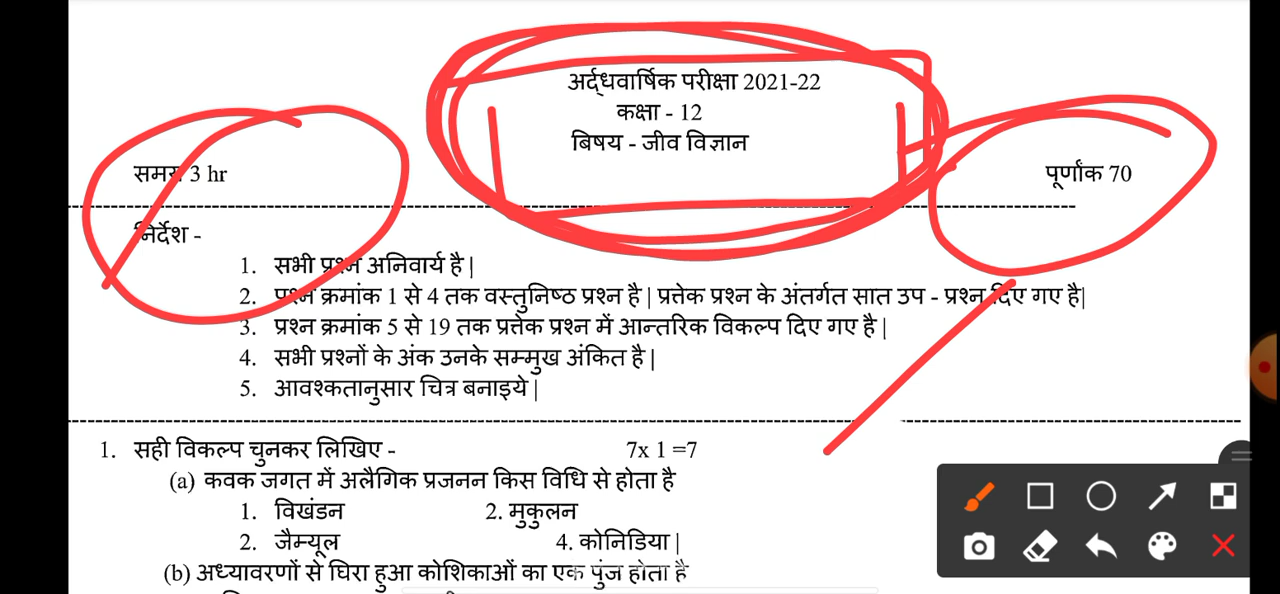 अर्द्धवार्षिक परीक्षा 2021-22
कक्षा - 12
बिषय - जीव विज्ञान
समय 3 hr
पूर्णांक 70
निर्देश -
1. सभी प्रश्न अनिवार्य है |
2. प्रश्न क्रमांक 1 से 4 तक वस्तुनिष्ठ प्रश्न है | प्रत्तेक प्रश्न के अंतर्गत सात उप - प्रश्न दिए गए है|
3. प्रश्न क्रमांक 5 से 19 तक प्रत्तेक प्रश्न में आन्तरिक विकल्प दिए गए है |
4. सभी प्रश्नों के अंक उनके सम्मुख अंकित है |
5. आवश्कतानुसार चित्र बनाइये |
1. सही विकल्प चुनकर लिखिए - 7x 1 =7
(a) कवक जगत में अलैगिक प्रजनन किस विधि से होता है
1. विखंडन 2. मुकुलन
2. जैम्यूल 4. कोनिडिया |
(b) अध्यावरणों से घिरा हुआ कोशिकाओं का एक पुंज होता है